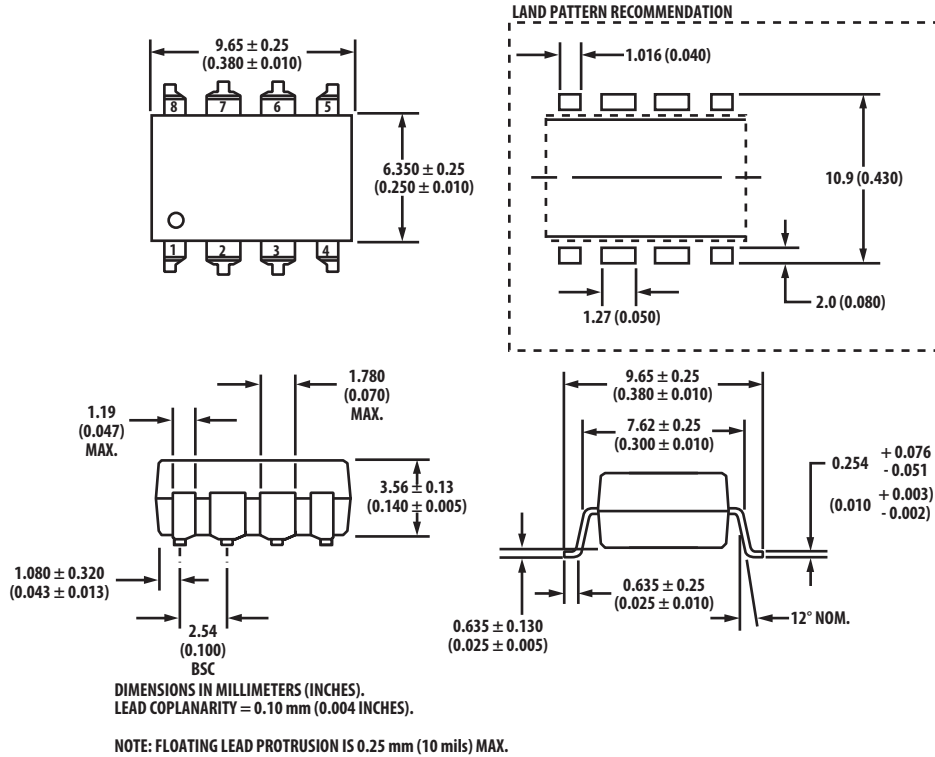 LAND PATTERN RECOMMENDATION
9.65 ± 0.25
(0.380 ± 0.010)
8
7
6
5
6.350 ± 0.25
(0.250 ± 0.010)
1
2
3
4
1.016 (0.040)
10.9 (0.430)
2.0 (0.080)
1.27 (0.050)
1.19
(0.047)
MAX.
1.780
(0.070)
MAX.
3.56 ± 0.13
(0.140 ± 0.005)
1.080 ± 0.320
(0.043 ± 0.013)
2.54
(0.100)
BSC
9.65 ± 0.25
(0.380 ± 0.010)
7.62 ± 0.25
(0.300 ± 0.010)
0.254 + 0.076
- 0.051
(0.010 + 0.003)
- 0.002)
0.635 ± 0.25
(0.025 ± 0.010)
0.635 ± 0.130
(0.025 ± 0.005)
12° NOM.
DIMENSIONS IN MILLIMETERS (INCHES).
LEAD COPLANARITY = 0.10 mm (0.004 INCHES).
NOTE: FLOATING LEAD PROTRUSION IS 0.25 mm (10 mils) MAX.